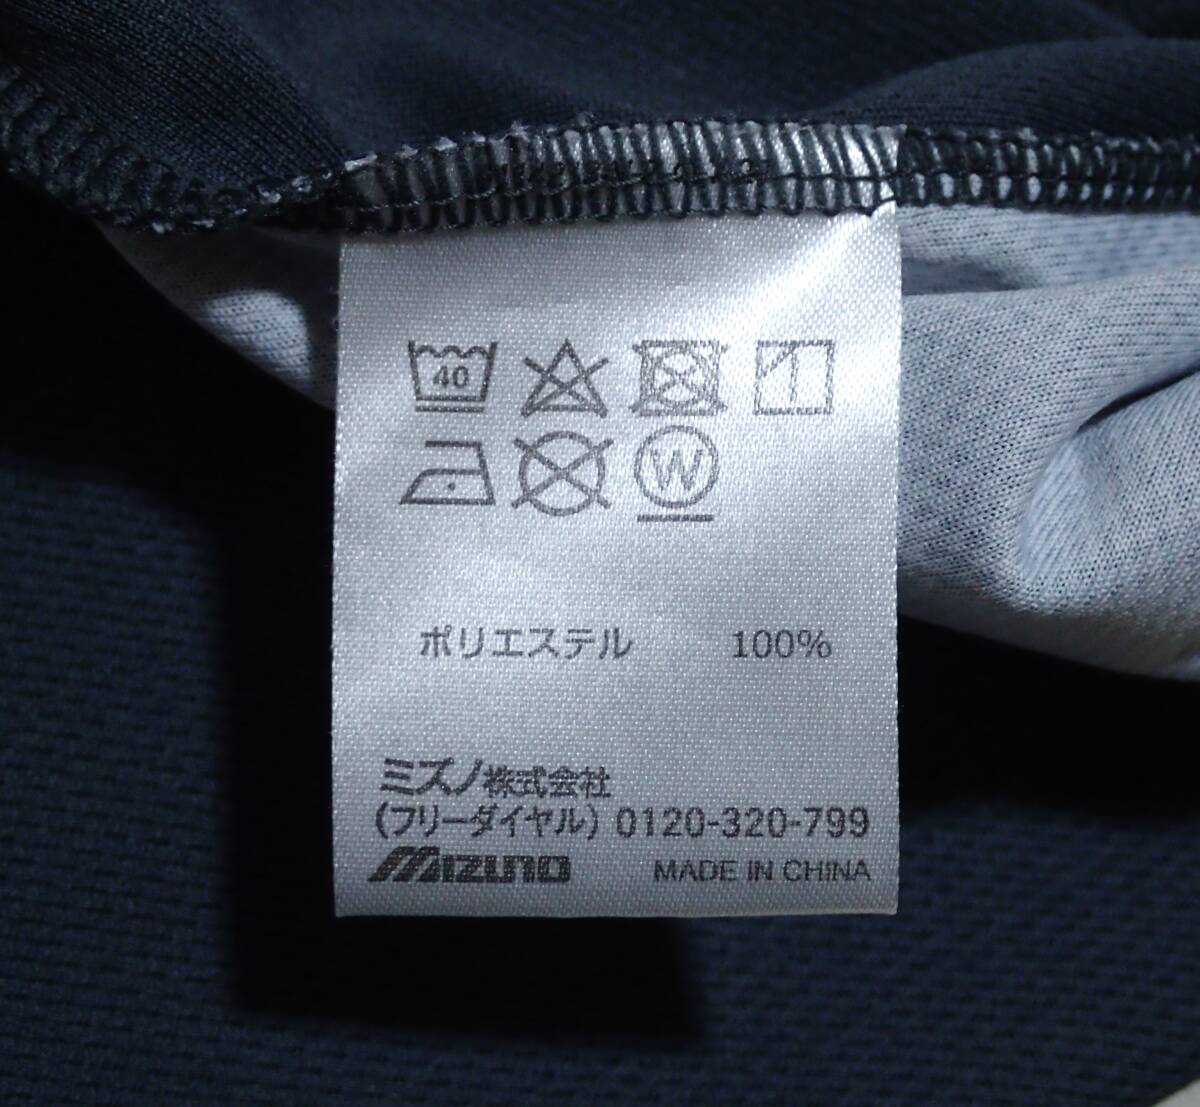 40
W
ポリエステル 100%
ミズノ株式会社
(フリーダイヤル) 0120-320-799
MIZUNO MADE IN CHINA